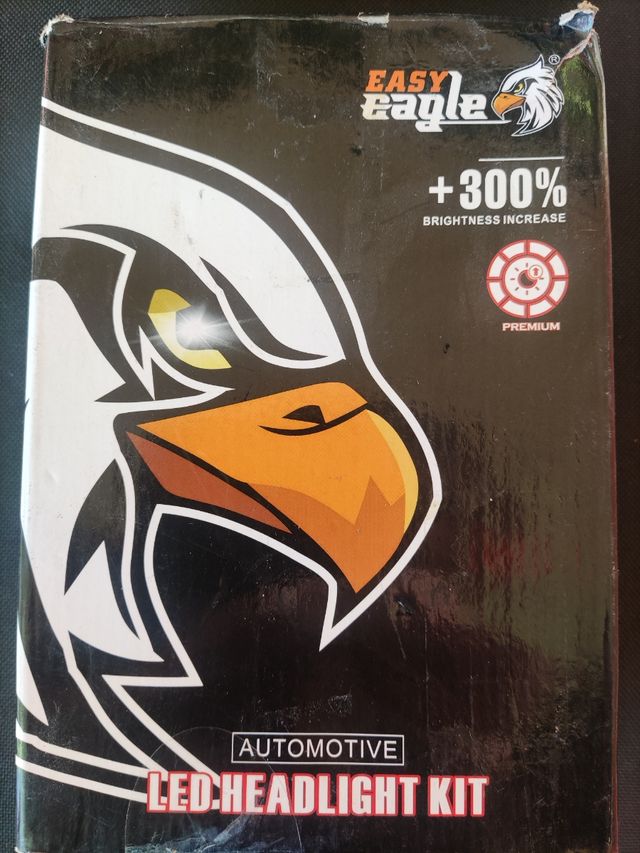 EASY
eagle
®
+300%
BRIGHTNESS INCREASE
PREMIUM
AUTOMOTIVE
LED HEADLIGHT KIT